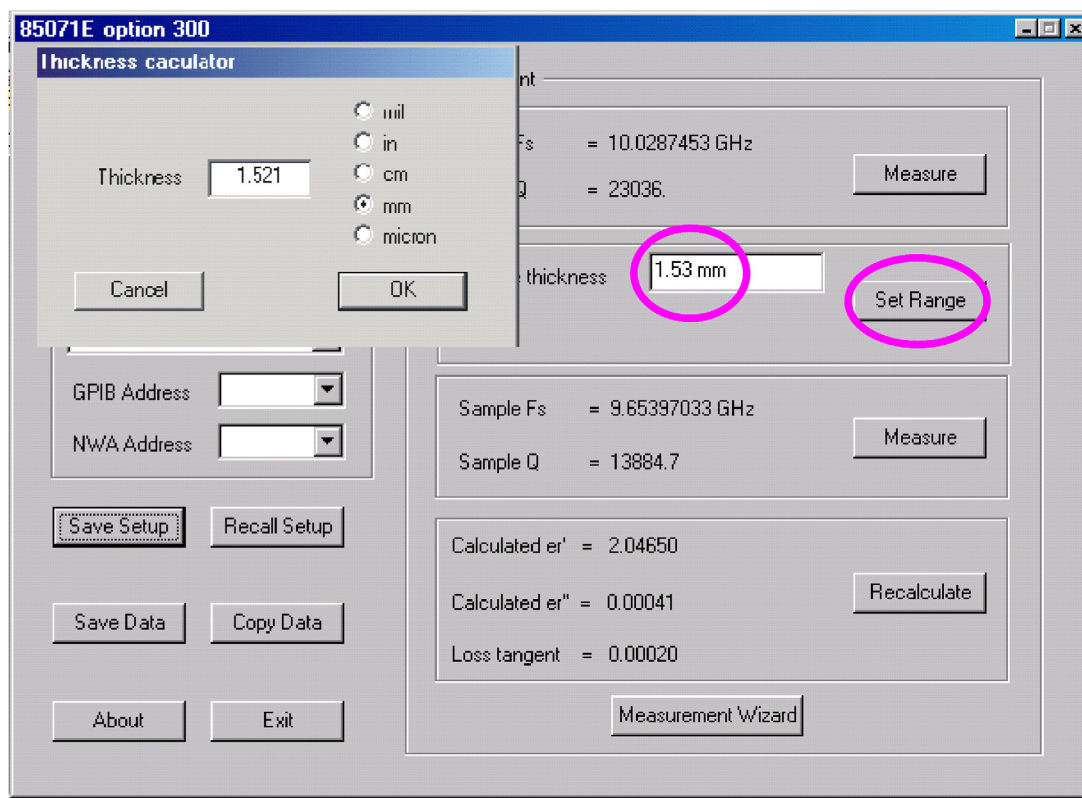 85071E option 300
Thickness caculator
mil
in
Thickness 1.521 cm
mm
micron
Cancel OK
nt
Fs = 10.0287453 GHz
Q = 23036.
Measure
thickness 1.53 mm
Set Range
GPIB Address
NWA Address
Sample Fs = 9.65397033 GHz
Sample Q = 13884.7
Measure
Save Setup Recall Setup
Calculated er' = 2.04650
Calculated er" = 0.00041
Loss tangent = 0.00020
Recalculate
Save Data Copy Data
About Exit
Measurement Wizard